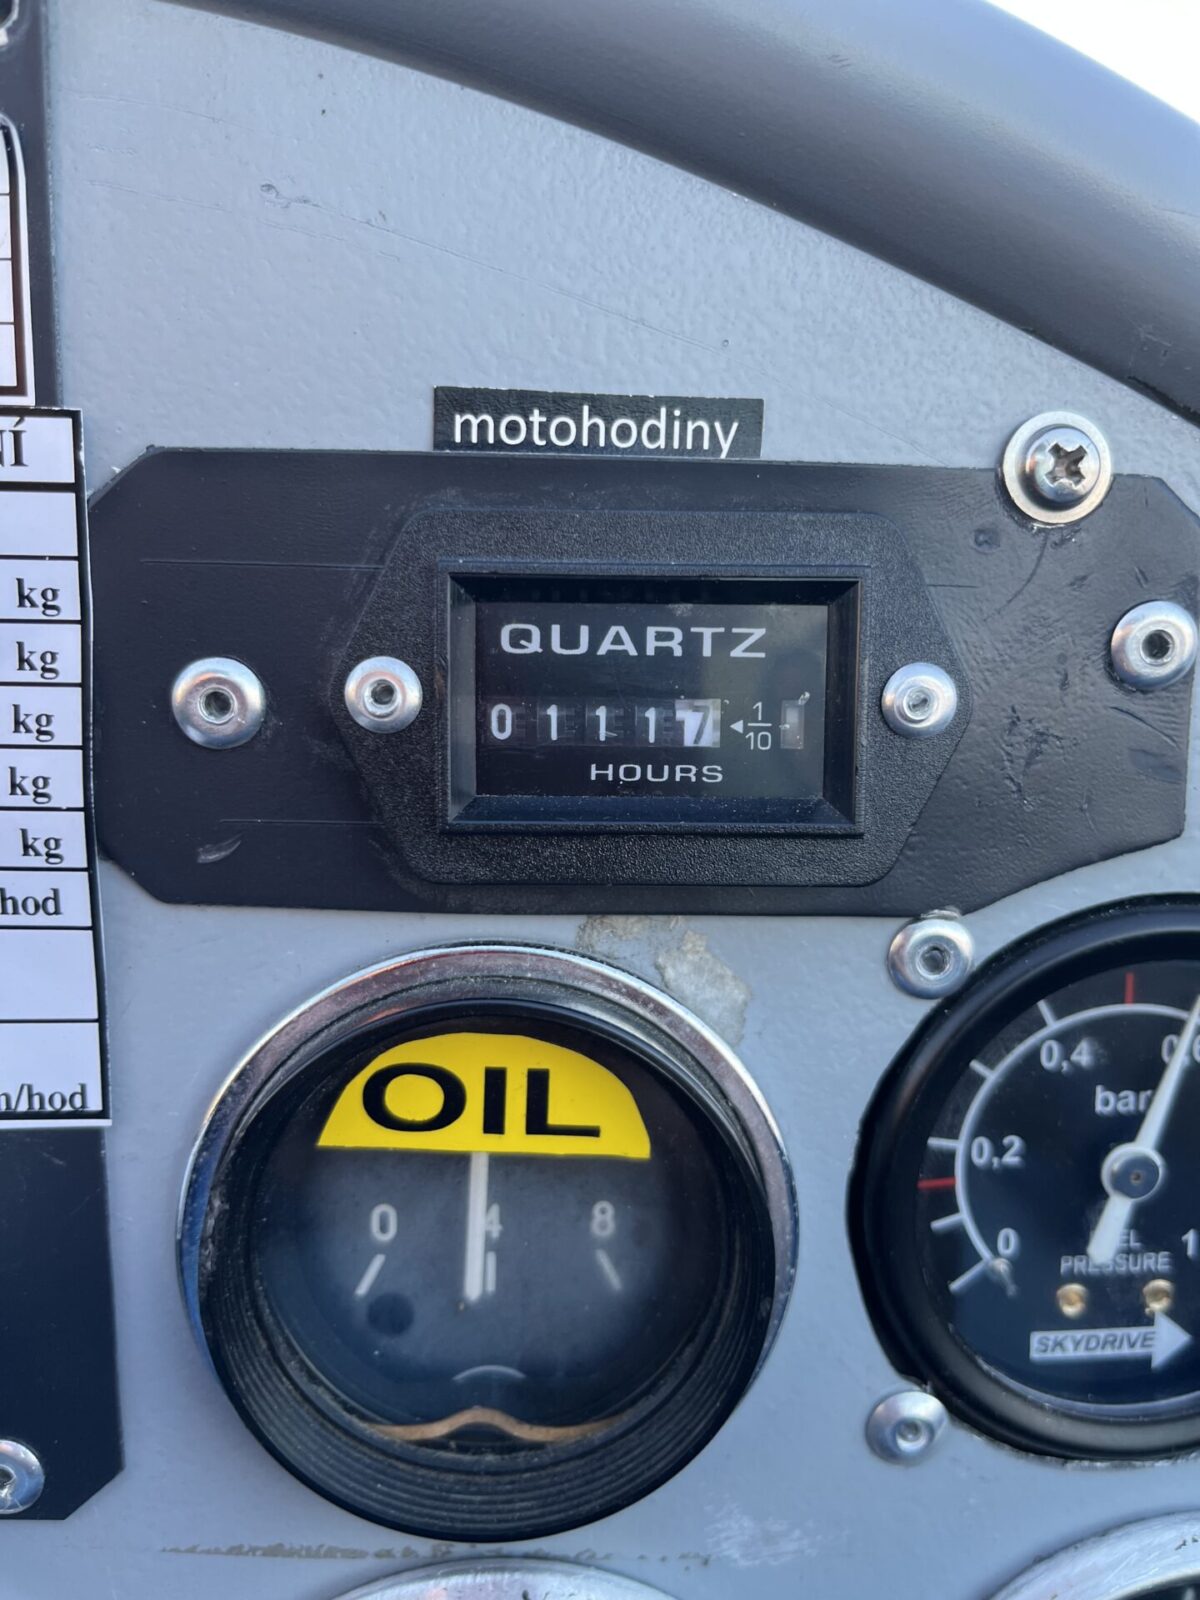 NÍ
kg
kg
kg
kg
kg
hod
m/hod
motohodiny
QUARTZ
0 1 1 1 7 ◄ 1/10
HOURS
OIL
0 4 8
0 0,2 0,4
bar
PRESSURE
SKYDRIVE